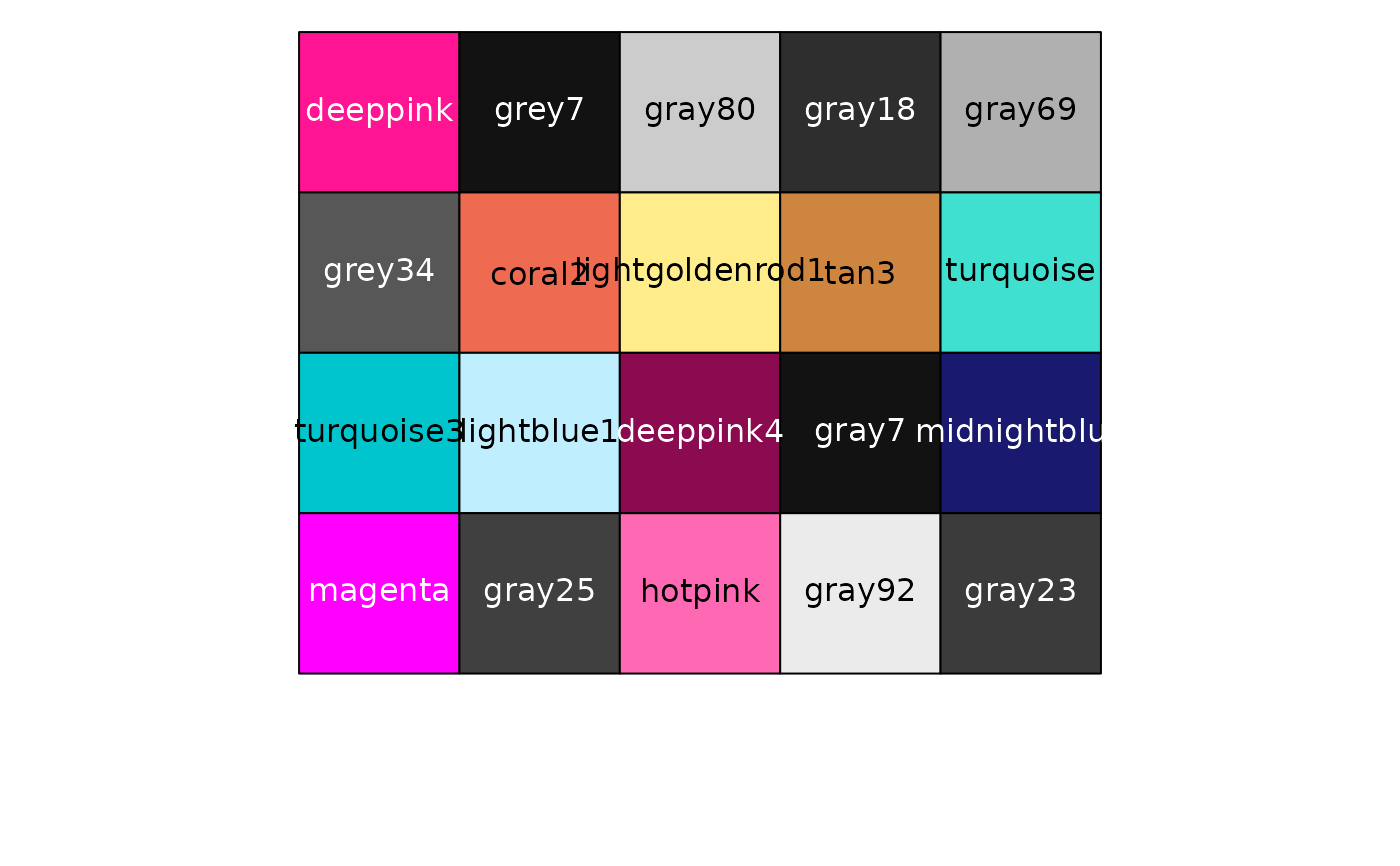 deeppink grey7 gray80 gray18 gray69
grey34 coral2 lightgoldenrod1 tan3 turquoise
turquoise3 lightblue1 deeppink4 gray7 midnightblu
magenta gray25 hotpink gray92 gray23